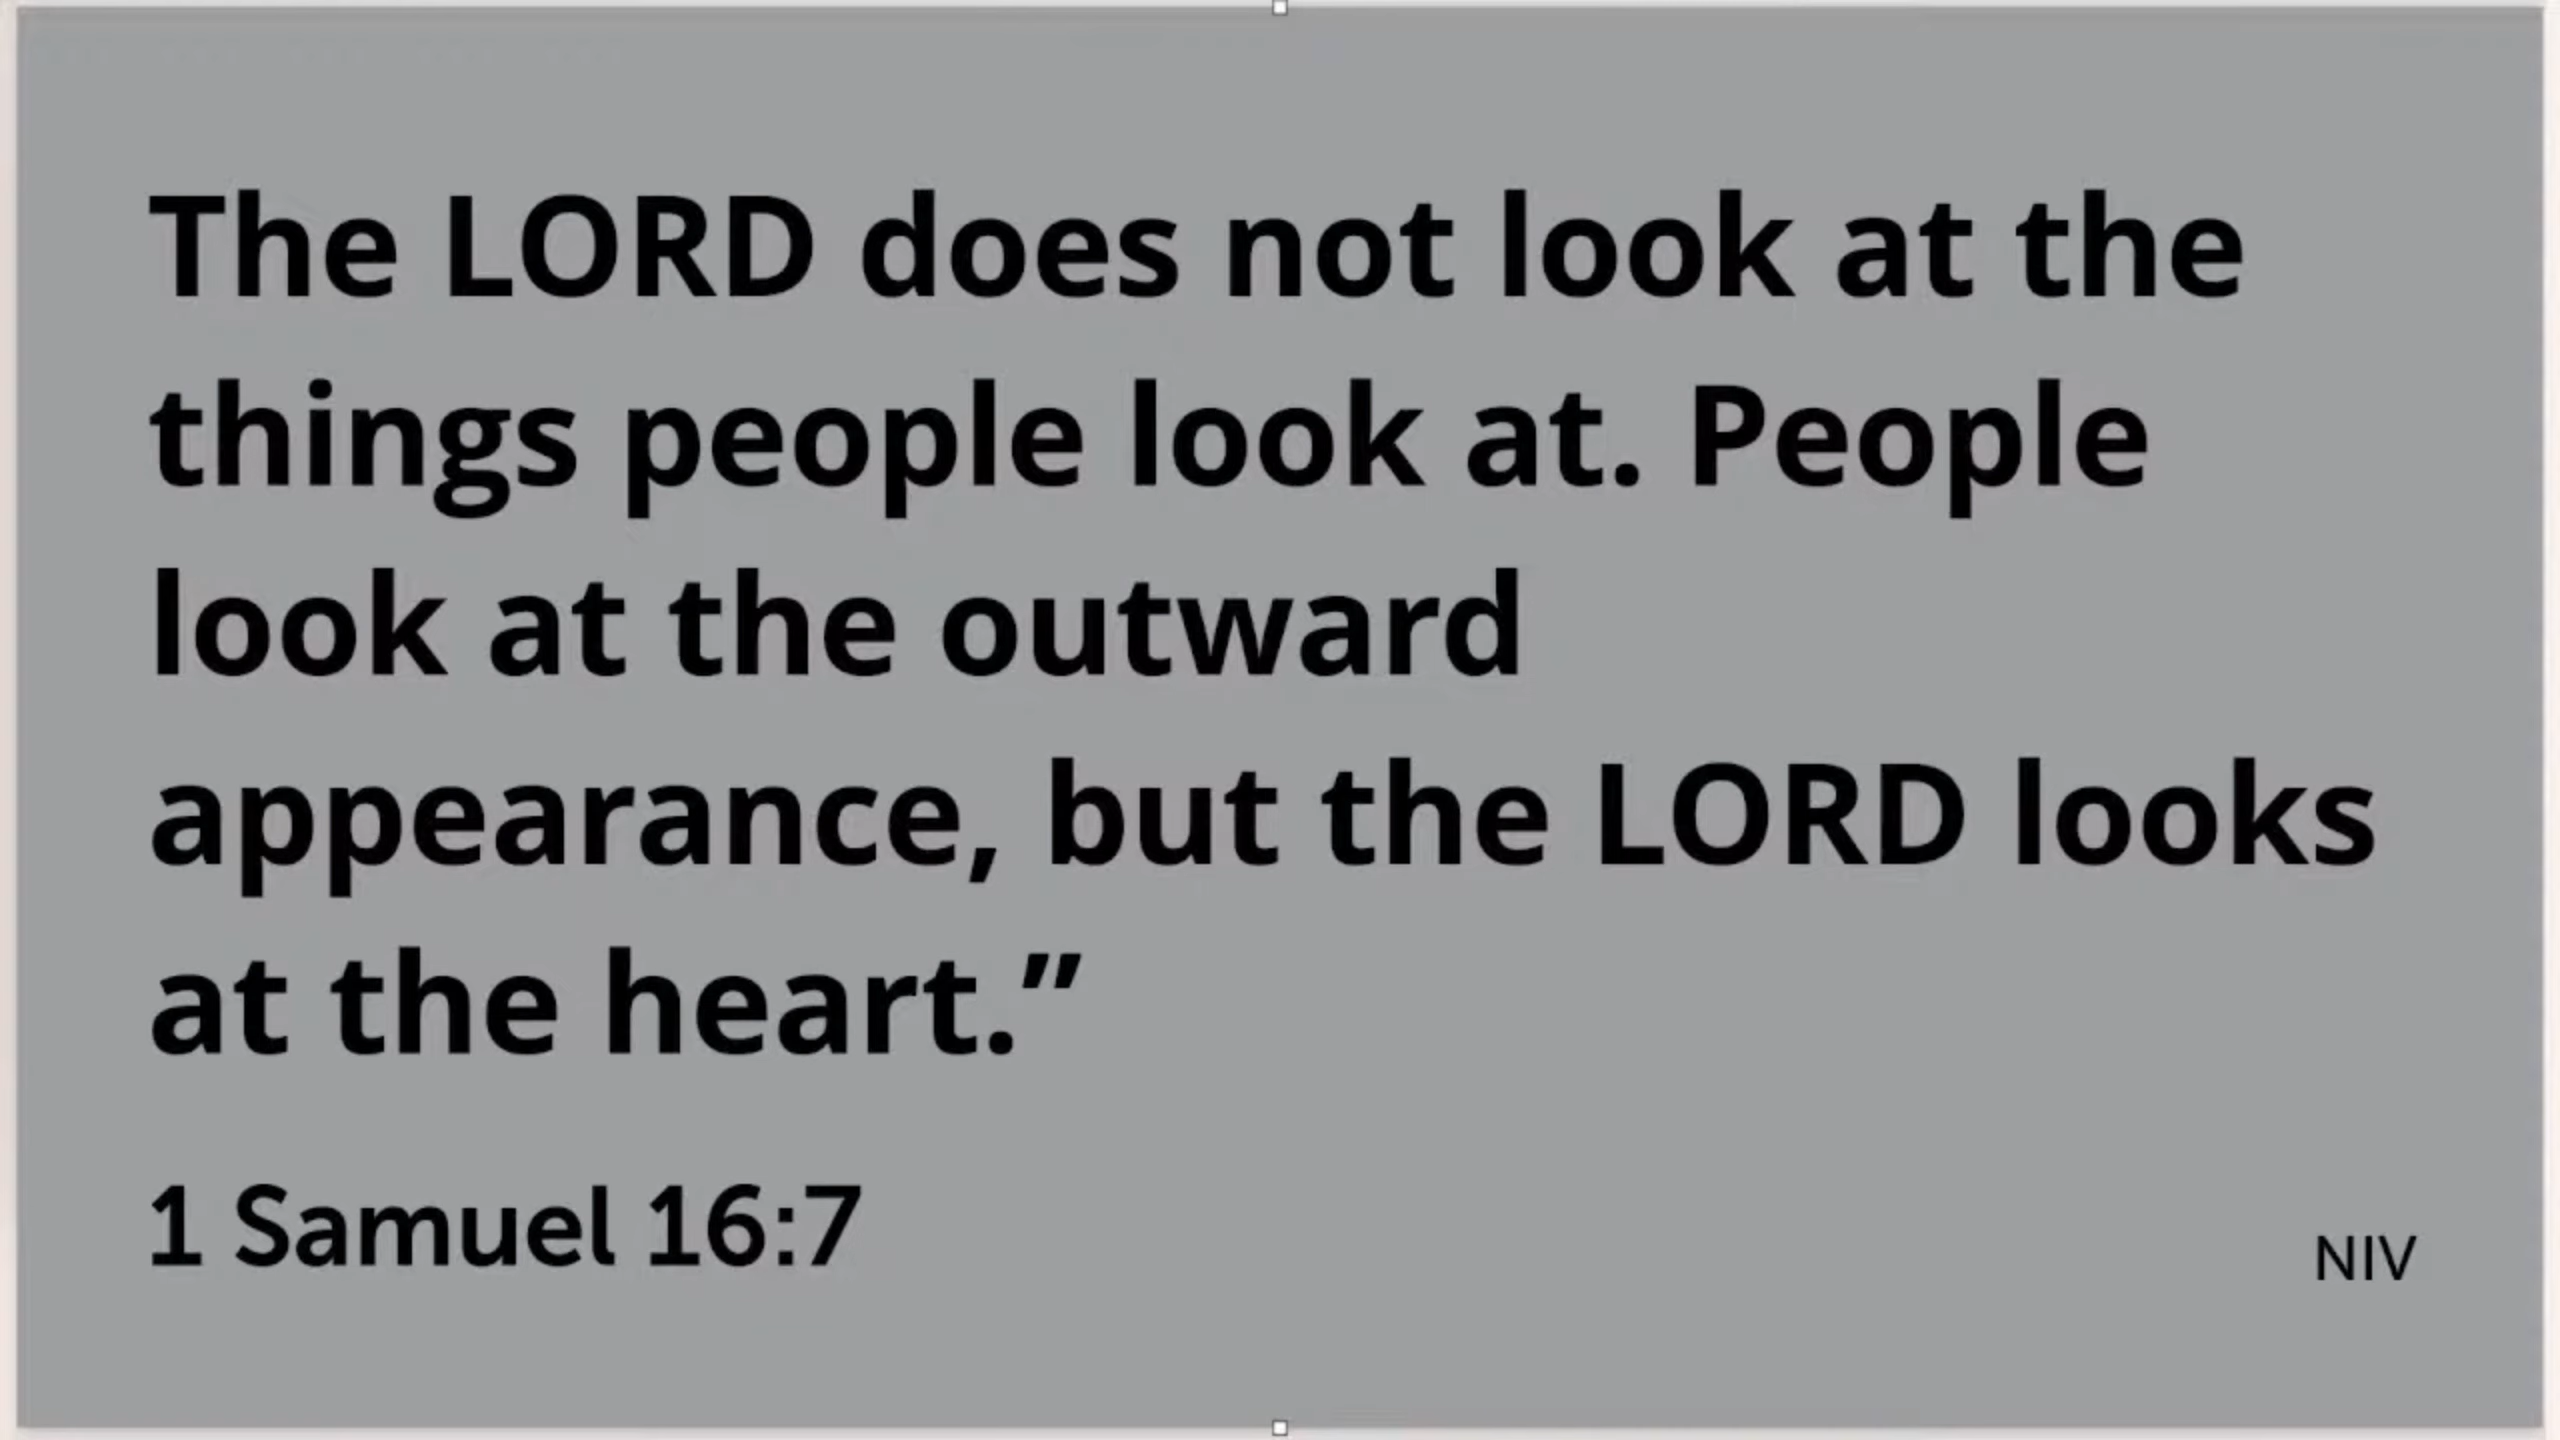 The LORD does not look at the
things people look at. People
look at the outward
appearance, but the LORD looks
at the heart.”
1 Samuel 16:7
NIV